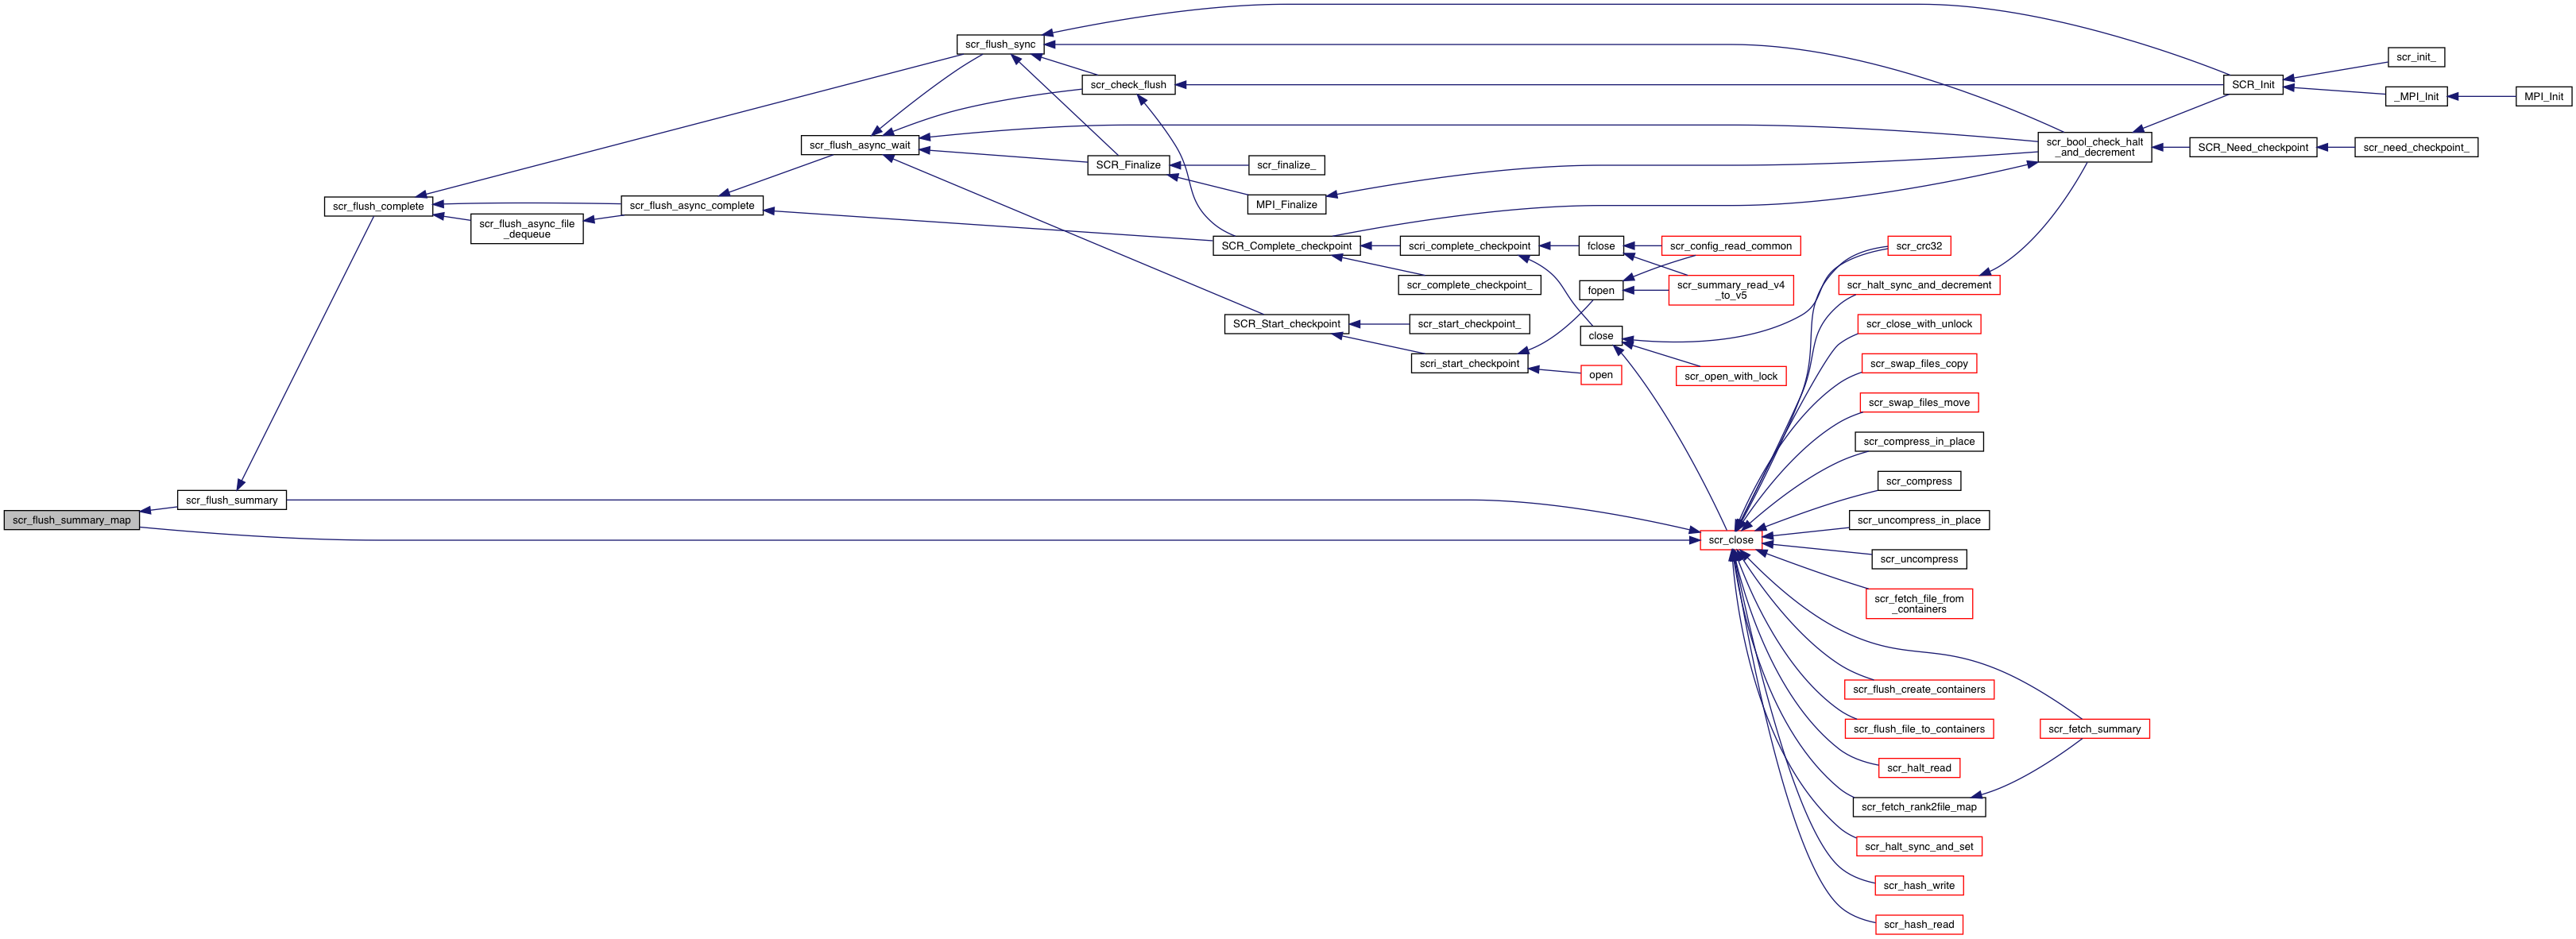 scr_flush_sync
scr_init_
scr_check_flush
SCR_Init
_MPI_Init
MPI_Init
scr_flush_async_wait
scr_bool_check_halt
_and_decrement
SCR_Need_checkpoint
scr_need_checkpoint_
SCR_Finalize
scr_finalize_
MPI_Finalize
scr_flush_complete
scr_flush_async_complete
scr_flush_async_file
_dequeue
SCR_Complete_checkpoint
scri_complete_checkpoint
fclose
scr_config_read_common
scr_crc32
scr_complete_checkpoint_
fopen
scr_summary_read_v4
_to_v5
scr_halt_sync_and_decrement
SCR_Start_checkpoint
scr_start_checkpoint_
close
scr_close_with_unlock
scri_start_checkpoint
open
scr_open_with_lock
scr_swap_files_copy
scr_swap_files_move
scr_compress_in_place
scr_compress
scr_flush_summary
scr_flush_summary_map
scr_uncompress_in_place
scr_close
scr_uncompress
scr_fetch_file_from
_containers
scr_flush_create_containers
scr_flush_file_to_containers
scr_fetch_summary
scr_halt_read
scr_fetch_rank2file_map
scr_halt_sync_and_set
scr_hash_write
scr_hash_read